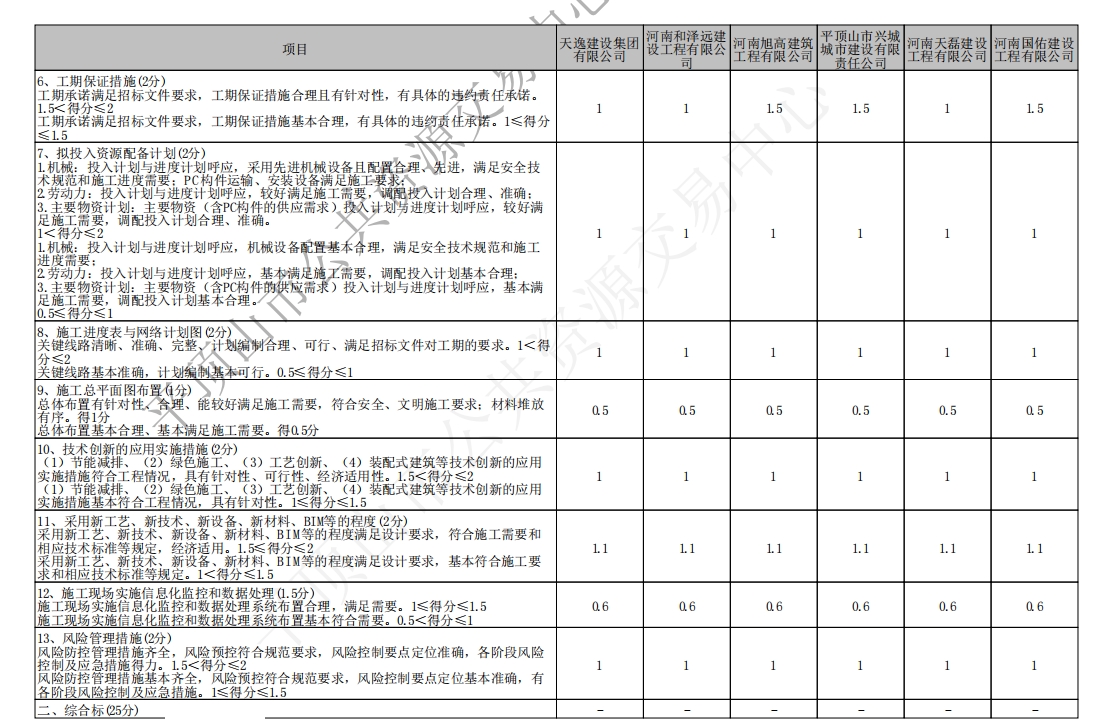 项目
天逸建设集团
有限公司
河南和泽远建
设工程有限公
司
河南旭高建筑
工程有限公司
平顶山市兴城
城市建设有限
责任公司
河南天磊建设
工程有限公司
河南国佑建设
工程有限公司
6、工期保证措施(2分)
工期承诺满足招标文件要求，工期保证措施合理且有针对性，有具体的违约责任承诺。
1.5＜得分≤2
工期承诺满足招标文件要求，工期保证措施基本合理，有具体的违约责任承诺。1≤得分
≤1.5
1
1
1.5
1.5
1
1.5
7、拟投入资源配备计划(2分)
1.机械：投入计划与进度计划呼应，采用先进机械设备且配置合理、先进，满足安全技
术规范和施工进度需要；PC构件运输、安装设备满足施工要求；
2.劳动力：投入计划与进度计划呼应，较好满足施工需要，调配投入计划合理、准确；
3.主要物资计划：主要物资（含PC构件的供应需求）投入计划与进度计划呼应，较好满
足施工需要，调配投入计划合理、准确。
1＜得分≤2
1.机械：投入计划与进度计划呼应，机械设备配置基本合理，满足安全技术规范和施工
进度需要；
2.劳动力：投入计划与进度计划呼应，基本满足施工需要，调配投入计划基本合理；
3.主要物资计划：主要物资（含PC构件的供应需求）投入计划与进度计划呼应，基本满
足施工需要，调配投入计划基本合理。
0.5≤得分≤1
1
1
1
1
1
1
8、施工进度表与网络计划图(2分)
关键线路清晰、准确、完整、计划编制合理、可行、满足招标文件对工期的要求。1＜得
分≤2
关键线路基本准确，计划编制基本可行。0.5≤得分≤1
1
1
1
1
1
1
9、施工总平面图布置(1分)
总体布置有针对性、合理、能较好满足施工需要，符合安全、文明施工要求；材料堆放
有序。得1分
总体布置基本合理、基本满足施工需要。得0.5分
0.5
0.5
0.5
0.5
0.5
0.5
10、技术创新的应用实施措施(2分)
（1）节能减排、（2）绿色施工、（3）工艺创新、（4）装配式建筑等技术创新的应用
实施措施符合工程情况，具有针对性、可行性、经济适用性。1.5＜得分≤2
（1）节能减排、（2）绿色施工、（3）工艺创新、（4）装配式建筑等技术创新的应用
实施措施基本符合工程情况，具有针对性。1≤得分≤1.5
1
1
1
1
1
1
11、采用新工艺、新技术、新设备、新材料、BIM等的程度(2分)
采用新工艺、新技术、新设备、新材料、BIM等的程度满足设计要求，符合施工需要和
相应技术标准等规定，经济适用。1.5≤得分≤2
采用新工艺、新技术、新设备、新材料、BIM等的程度满足设计要求，基本符合施工要
求和相应技术标准等规定。1＜得分≤1.5
1.1
1.1
1.1
1.1
1.1
1.1
12、施工现场实施信息化监控和数据处理(1.5分)
施工现场实施信息化监控和数据处理系统布置合理，满足需要。1≤得分≤1.5
施工现场实施信息化监控和数据处理系统布置基本符合需要。0.5＜得分≤1
0.6
0.6
0.6
0.6
0.6
0.6
13、风险管理措施(2分)
风险防控管理措施齐全，风险预控符合规范要求，风险控制要点定位准确，各阶段风险
控制及应急措施得力。1.5＜得分≤2
风险防控管理措施基本齐全，风险预控符合规范要求，风险控制要点定位基本准确，有
各阶段风险控制及应急措施。1≤得分≤1.5
1
1
1
1
1
1
二、综合标(25分)
–
–
–
–
–
–
平顶山市公共资源交易中心
平顶山市公共资源交易中心